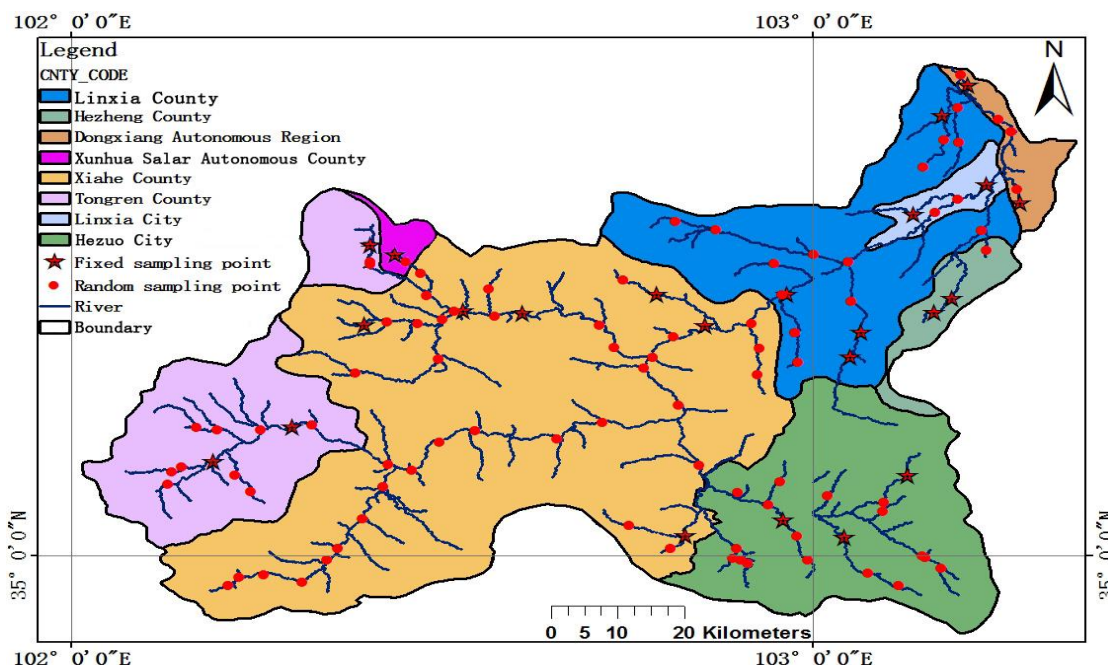 102° 0'0"E 103° 0'0"E
Legend
CNTY_CODE
Linxia County
Hezheng County
Dongxiang Autonomous Region
Xunhua Salar Autonomous County
Xiahe County
Tongren County
Linxia City
Hezuo City
Fixed sampling point
Random sampling point
River
Boundary
N
35° 0'0"N
35° 0'0"N
0 5 10 20 Kilometers
102° 0'0"E 103° 0'0"E